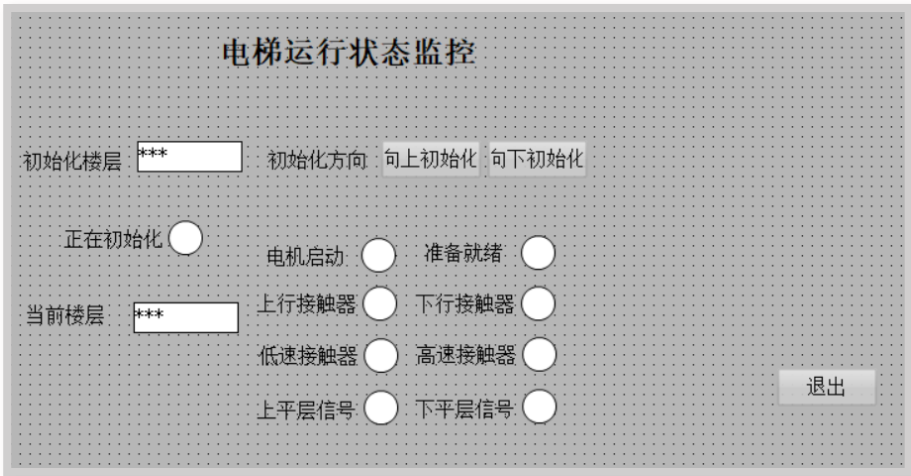 电梯运行状态监控
初始化楼层 *** 初始化方向 向上初始化 向下初始化
正在初始化
电机启动 准备就绪
当前楼层 *** 上行接触器 下行接触器
低速接触器 高速接触器
退出
上平层信号 下平层信号